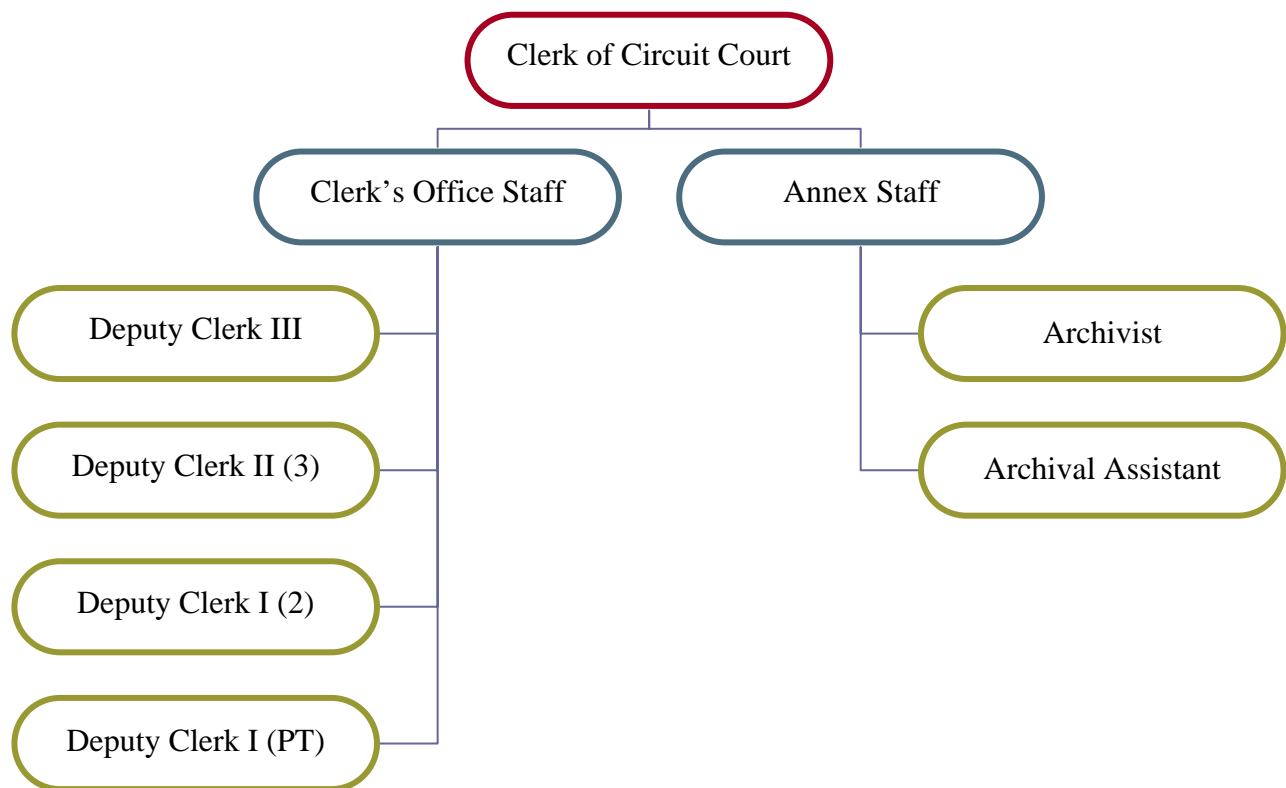 Clerk of Circuit Court
Clerk’s Office Staff
Annex Staff
Deputy Clerk III
Archivist
Deputy Clerk II (3)
Archival Assistant
Deputy Clerk I (2)
Deputy Clerk I (PT)